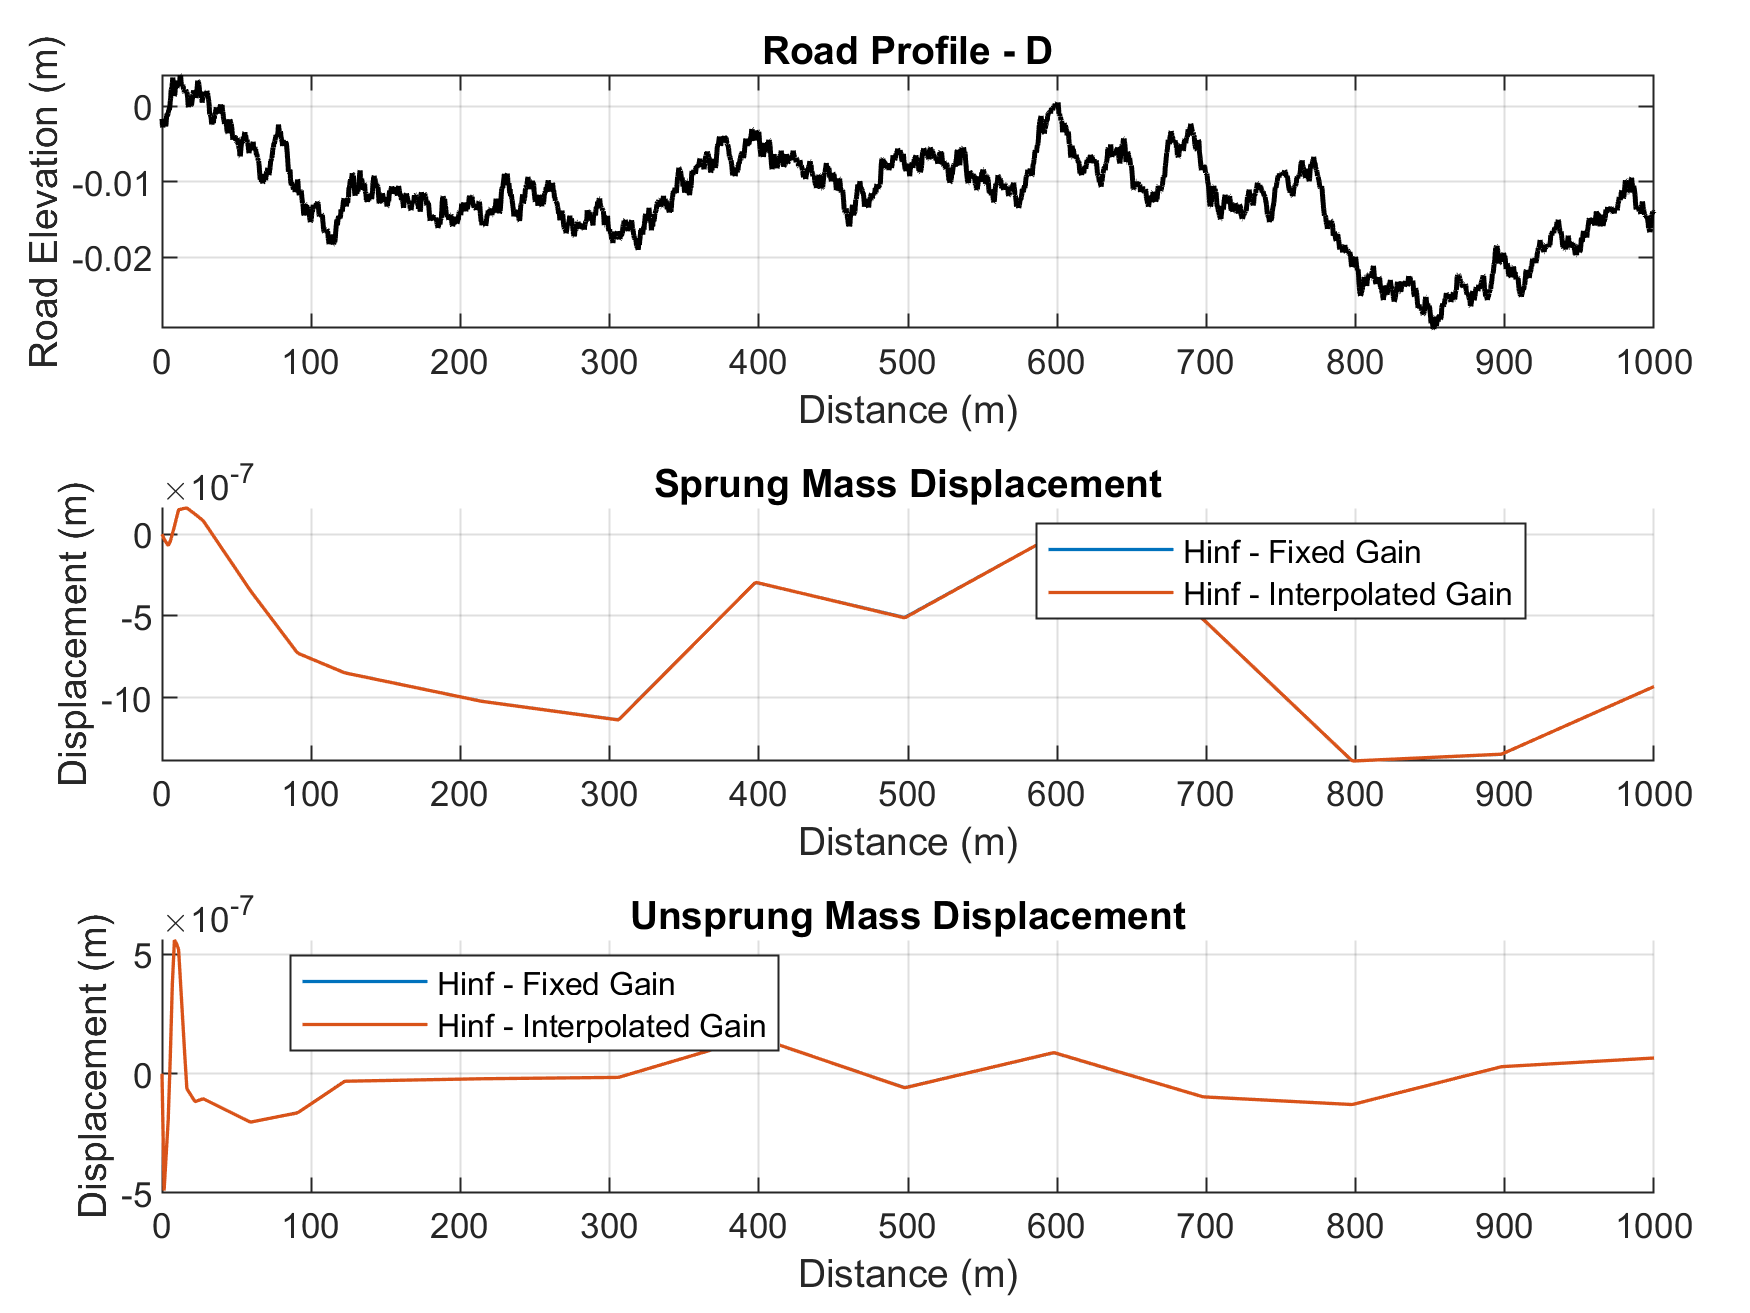 Road Profile - D
Road Elevation (m)
0
-0.01
-0.02
0 100 200 300 400 500 600 700 800 900 1000
Distance (m)
×10-7
Sprung Mass Displacement
Displacement (m)
0
-5
-10
Hinf - Fixed Gain
Hinf - Interpolated Gain
0 100 200 300 400 500 600 700 800 900 1000
Distance (m)
×10-7
Unsprung Mass Displacement
Displacement (m)
5
0
-5
Hinf - Fixed Gain
Hinf - Interpolated Gain
0 100 200 300 400 500 600 700 800 900 1000
Distance (m)